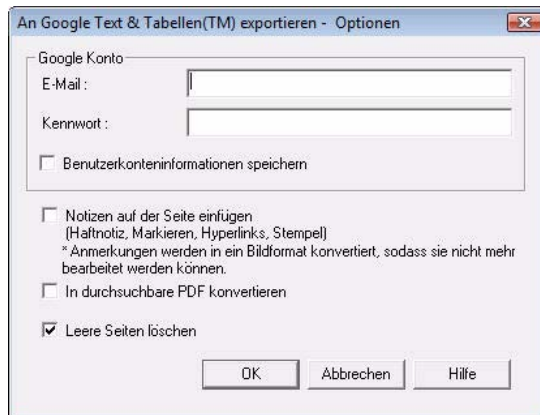 An Google Text & Tabellen(TM) exportieren - Optionen
Google Konto
E-Mail :
Kennwort :
Benutzerkonteninformationen speichern
Notizen auf der Seite einfügen
(Haftnotiz, Markieren, Hyperlinks, Stempel)
* Anmerkungen werden in ein Bildformat konvertiert, sodass sie nicht mehr
bearbeitet werden können.
In durchsuchbare PDF konvertieren
Leere Seiten löschen
OK Abbrechen Hilfe